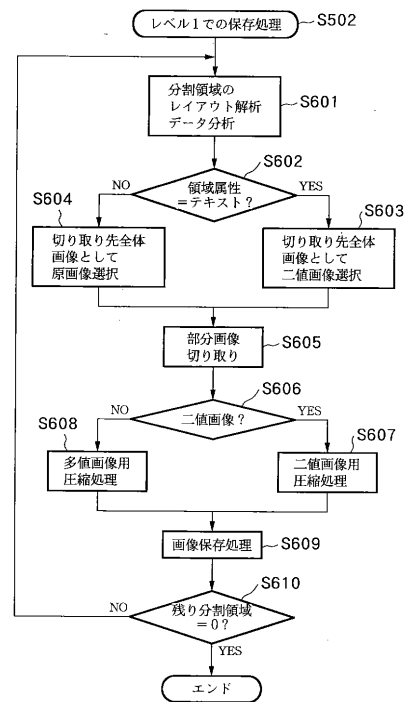 レベル1での保存処理
S502
分割領域の
レイアウト解析
データ分析
S601
S602
領域属性
=テキスト?
NO
YES
S604
S603
切り取り先全体
画像として
原画像選択
切り取り先全体
画像として
二値画像選択
部分画像
切り取り
S605
S606
二値画像?
NO
YES
S608
S607
多値画像用
圧縮処理
二値画像用
圧縮処理
画像保存処理
S609
S610
残り分割領域
=0?
NO
YES
エンド